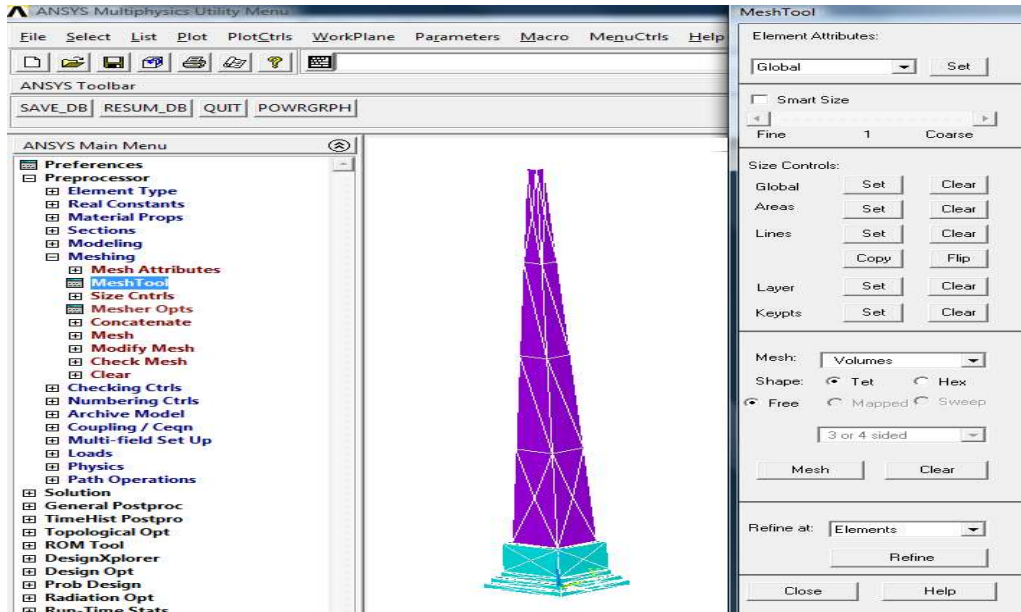 ANSYS Multiphysics Utility Menu
File Select List Plot PlotCtrls WorkPlane Parameters Macro MenuCtrls Help
ANSYS Toolbar
SAVE_DB RESUM_DB QUIT POWRGRPH
ANSYS Main Menu
Preferences
Preprocessor
Element Type
Real Constants
Material Props
Sections
Modeling
Meshing
Mesh Attributes
MeshTool
Size Cntrls
Mesher Opts
Concatenate
Mesh
Modify Mesh
Check Mesh
Clear
Checking Ctrls
Numbering Ctrls
Archive Model
Coupling / Ceqn
Multi-field Set Up
Loads
Physics
Path Operations
Solution
General Postproc
TimeHist Postpro
Topological Opt
ROM Tool
DesignXplorer
Design Opt
Prob Design
Radiation Opt
Run-Time Stats
MeshTool
Element Attributes:
Global Set
Smart Size
Fine 1 Coarse
Size Controls:
Global Set Clear
Areas Set Clear
Lines Set Clear
Copy Flip
Layer Set Clear
Keypts Set Clear
Mesh: Volumes
Shape: Tet Hex
Free Mapped Sweep
3 or 4 sided
Mesh Clear
Refine at: Elements
Refine
Close Help